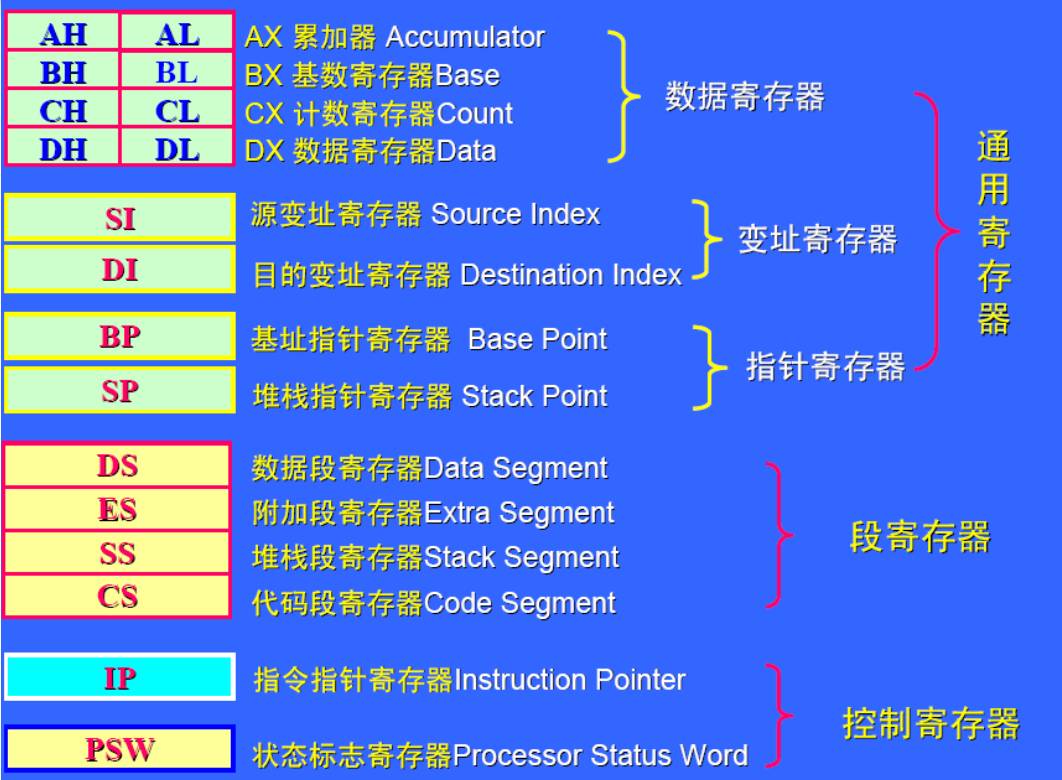 AH AL AX 累加器 Accumulator
BH BL BX 基数寄存器Base
CH CL CX 计数寄存器Count
DH DL DX 数据寄存器Data
数据寄存器
SI 源变址寄存器 Source Index
DI 目的变址寄存器 Destination Index
变址寄存器
BP 基址指针寄存器 Base Point
SP 堆栈指针寄存器 Stack Point
指针寄存器
通用寄存器
DS 数据段寄存器Data Segment
ES 附加段寄存器Extra Segment
SS 堆栈段寄存器Stack Segment
CS 代码段寄存器Code Segment
段寄存器
IP 指令指针寄存器Instruction Pointer
PSW 状态标志寄存器Processor Status Word
控制寄存器